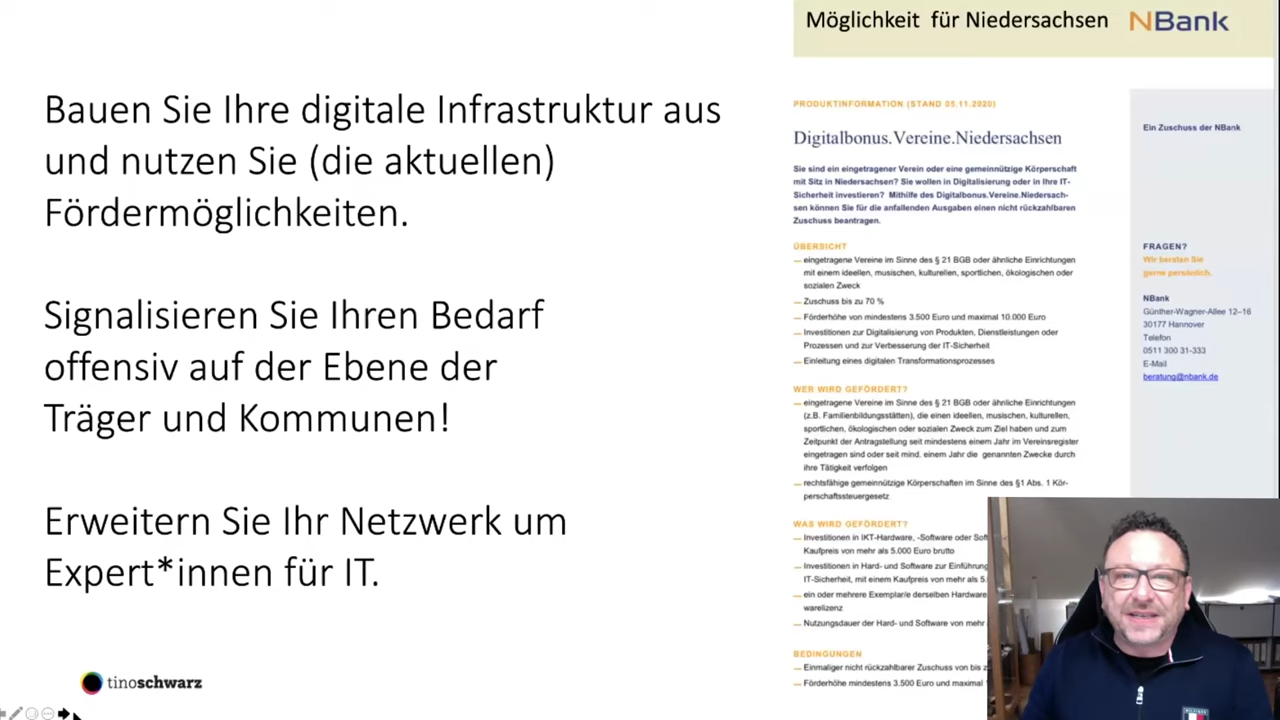 Bauen Sie Ihre digitale Infrastruktur aus
und nutzen Sie (die aktuellen)
Fördermöglichkeiten.
Signalisieren Sie Ihren Bedarf
offensiv auf der Ebene der
Träger und Kommunen!
Erweitern Sie Ihr Netzwerk um
Expert*innen für IT.
tinoschwarz
Möglichkeit für Niedersachsen NBank
PRODUKTINFORMATION (STAND 05.11.2020)
Digitalbonus.Vereine.Niedersachsen
Sie sind ein eingetragener Verein oder eine gemeinnützige Körperschaft
mit Sitz in Niedersachsen? Sie wollen in Digitalisierung oder in Ihre IT-
Sicherheit investieren? Mithilfe des Digitalbonus.Vereine.Niedersach-
sen können Sie für die anfallenden Ausgaben einen nicht rückzahlbaren
Zuschuss beantragen.
ÜBERSICHT
— eingetragene Vereine im Sinne des § 21 BGB oder ähnliche Einrichtungen
mit einem ideellen, musischen, kulturellen, sportlichen, ökologischen oder
sozialen Zweck
— Zuschuss bis zu 70 %
— Förderhöhe von mindestens 3.500 Euro und maximal 10.000 Euro
— Investitionen zur Digitalisierung von Produkten, Dienstleistungen oder
Prozessen und zur Verbesserung der IT-Sicherheit
— Einleitung eines digitalen Transformationsprozesses
WER WIRD GEFÖRDERT?
— eingetragene Vereine im Sinne des § 21 BGB oder ähnliche Einrichtungen
(z.B. Familienbildungsstätten), die einen ideellen, musischen, kulturellen,
sportlichen, ökologischen oder sozialen Zweck zum Ziel haben und zum
Zeitpunkt der Antragstellung seit mindestens einem Jahr im Vereinsregister
eingetragen sind oder seit mind. einem Jahr die genannten Zwecke durch
ihre Tätigkeit verfolgen
— rechtsfähige gemeinnützige Körperschaften im Sinne des §1 Abs. 1 Kör-
perschaftssteuergesetz
WAS WIRD GEFÖRDERT?
— Investitionen in IKT-Hardware, -Software oder Sof
Kaufpreis von mehr als 5.000 Euro brutto
— Investitionen in Hard- und Software zur Einführung
IT-Sicherheit, mit einem Kaufpreis von mehr als 5.
— ein oder mehrere Exemplar/e derselben Hardware
warelizenz
— Nutzungsdauer der Hard- und Software von mehr
BEDINGUNGEN
— Einmaliger nicht rückzahlbarer Zuschuss von bis z
— Förderhöhe mindestens 3.500 Euro und maximal
Ein Zuschuss der NBank
FRAGEN?
Wir beraten Sie
gerne persönlich.
NBank
Günther-Wagner-Allee 12–16
30177 Hannover
Telefon
0511 300 31-333
E-Mail
beratung@nbank.de